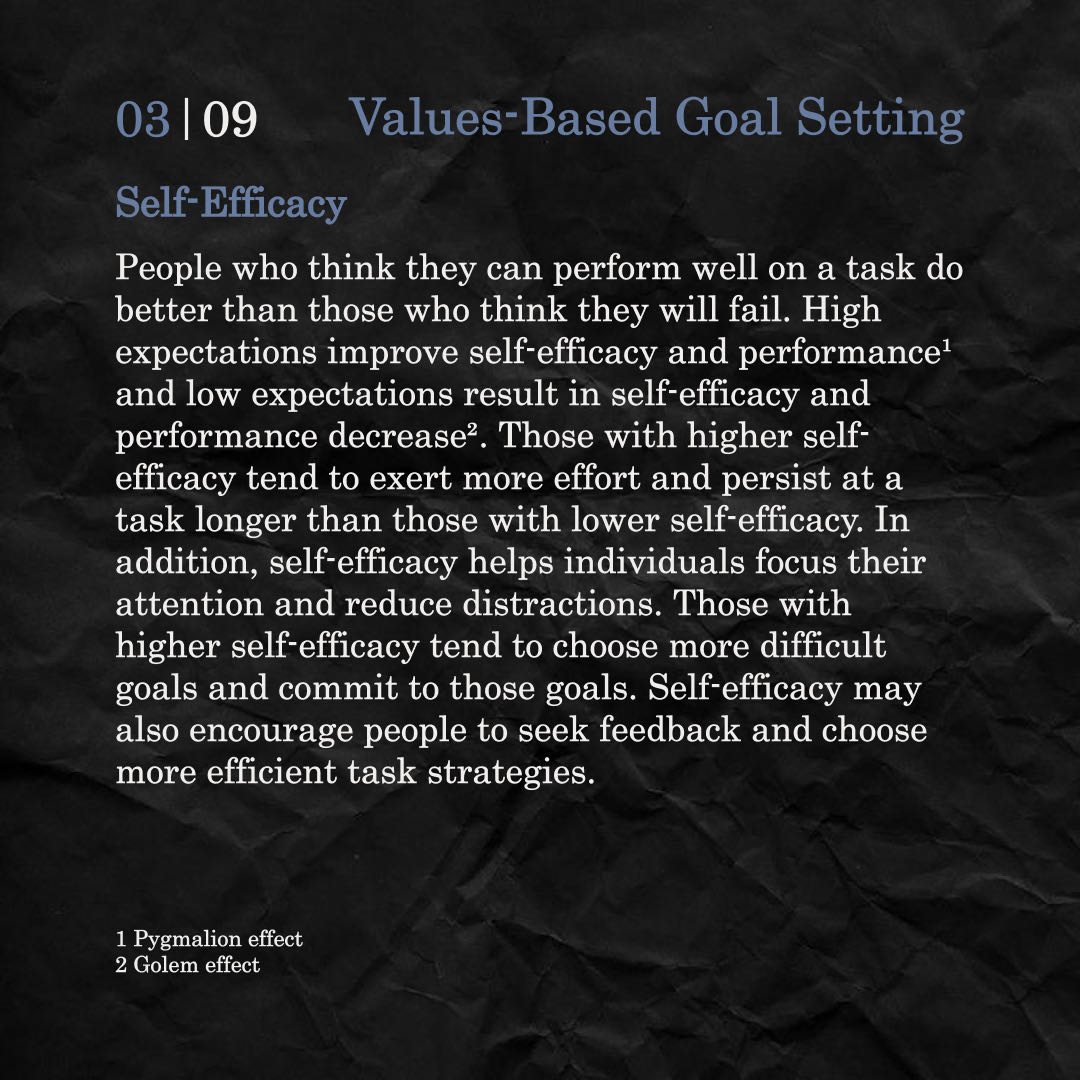 03 | 09 Values-Based Goal Setting
Self-Efficacy
People who think they can perform well on a task do
better than those who think they will fail. High
expectations improve self-efficacy and performance¹
and low expectations result in self-efficacy and
performance decrease². Those with higher self-
efficacy tend to exert more effort and persist at a
task longer than those with lower self-efficacy. In
addition, self-efficacy helps individuals focus their
attention and reduce distractions. Those with
higher self-efficacy tend to choose more difficult
goals and commit to those goals. Self-efficacy may
also encourage people to seek feedback and choose
more efficient task strategies.
1 Pygmalion effect
2 Golem effect